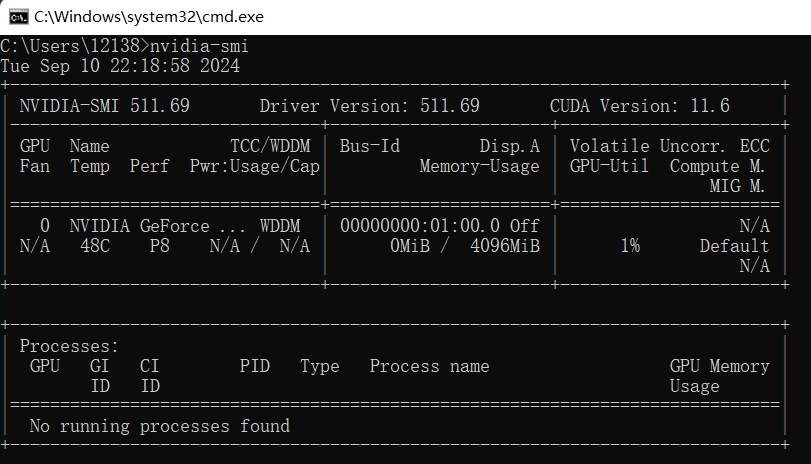 C:\Windows\system32\cmd.exe
C:\Users\12138>nvidia-smi
Tue Sep 10 22:18:58 2024
NVIDIA-SMI 511.69 Driver Version: 511.69 CUDA Version: 11.6
GPU Name TCC/WDDM | Bus-Id Disp.A | Volatile Uncorr. ECC
Fan Temp Perf Pwr:Usage/Cap | Memory-Usage | GPU-Util Compute M.
MIG M.
0 NVIDIA GeForce ... WDDM | 00000000:01:00.0 Off | N/A
N/A 48C P8 N/A / N/A | 0MiB / 4096MiB | 1% Default
N/A
Processes:
GPU GI CI PID Type Process name GPU Memory
ID ID Usage
No running processes found